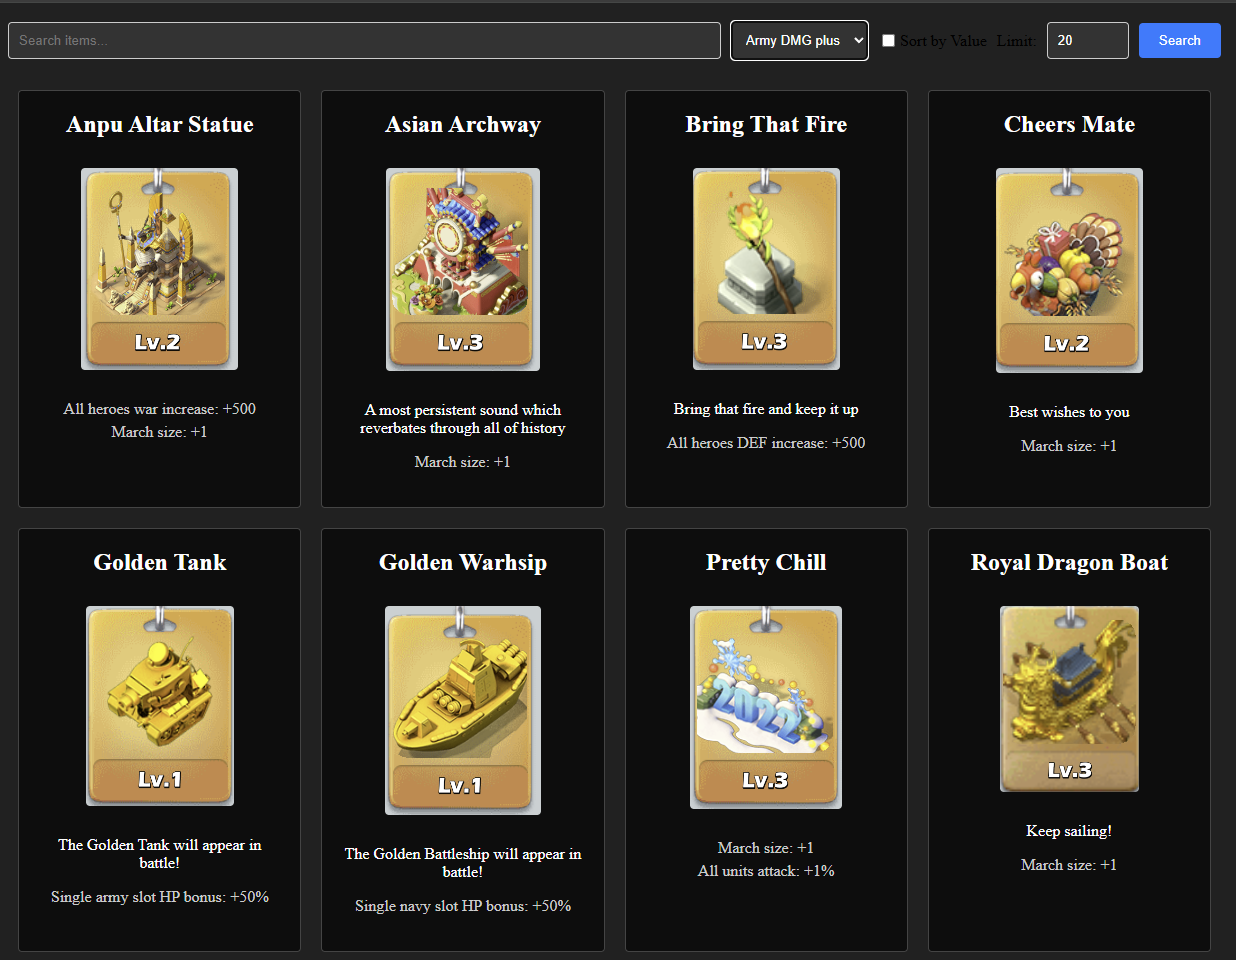 Search items...
Army DMG plus
Sort by Value
Limit:
20
Search
Anpu Altar Statue
Lv.2
All heroes war increase: +500
March size: +1
Asian Archway
Lv.3
A most persistent sound which
reverbates through all of history
March size: +1
Bring That Fire
Lv.3
Bring that fire and keep it up
All heroes DEF increase: +500
Cheers Mate
Lv.2
Best wishes to you
March size: +1
Golden Tank
Lv.1
The Golden Tank will appear in
battle!
Single army slot HP bonus: +50%
Golden Warhsip
Lv.1
The Golden Battleship will appear in
battle!
Single navy slot HP bonus: +50%
Pretty Chill
2022
Lv.3
March size: +1
All units attack: +1%
Royal Dragon Boat
Lv.3
Keep sailing!
March size: +1